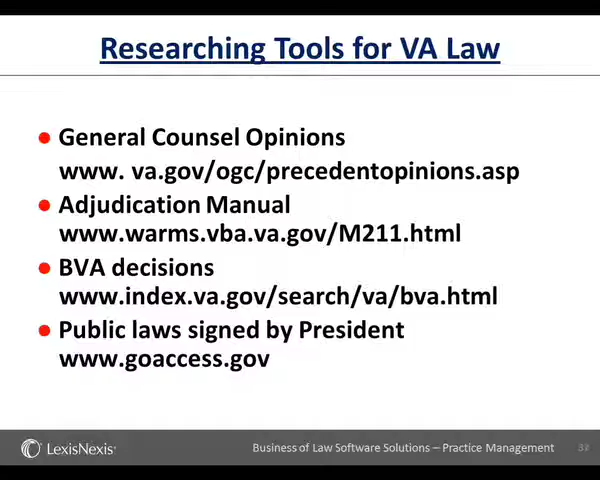 Researching Tools for VA Law
General Counsel Opinions
www. va.gov/ogc/precedentopinions.asp
Adjudication Manual
www.warms.vba.va.gov/M211.html
BVA decisions
www.index.va.gov/search/va/bva.html
Public laws signed by President
www.goaccess.gov
LexisNexis® Business of Law Software Solutions – Practice Management